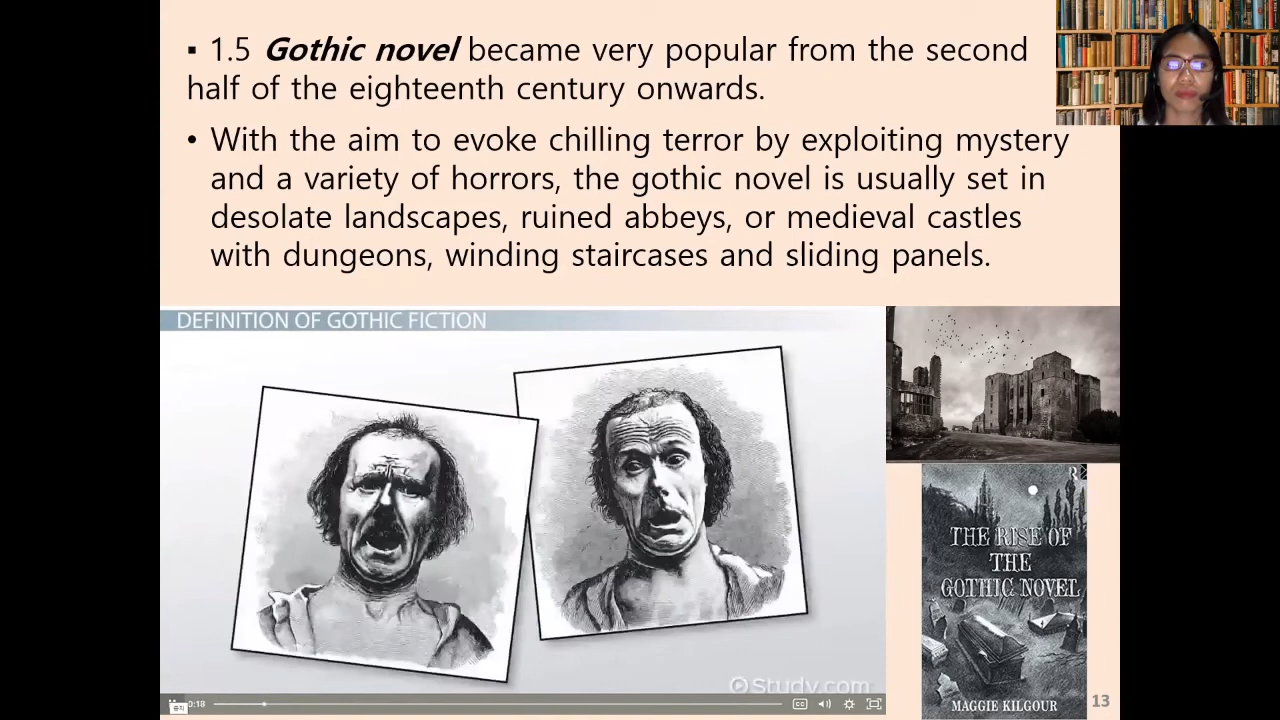 ▪ 1.5 Gothic novel became very popular from the second
half of the eighteenth century onwards.
• With the aim to evoke chilling terror by exploiting mystery
and a variety of horrors, the gothic novel is usually set in
desolate landscapes, ruined abbeys, or medieval castles
with dungeons, winding staircases and sliding panels.
DEFINITION OF GOTHIC FICTION
THE RISE OF
THE
GOTHIC NOVEL
MAGGIE KILGOUR
Study.com
0:18
CC
13